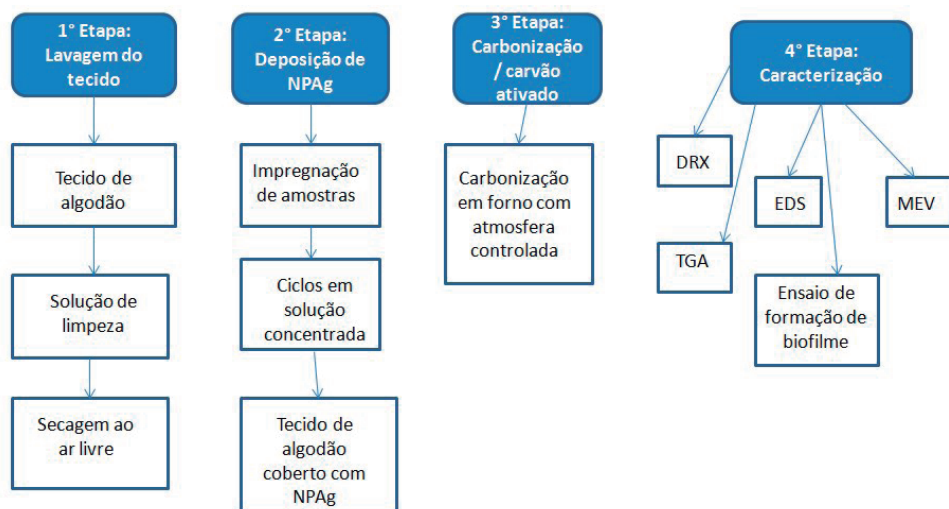 1° Etapa:
Lavagem do
tecido
Tecido de
algodão
Solução de
limpeza
Secagem ao
ar livre
2° Etapa:
Deposição de
NPAg
Impregnação
de amostras
Ciclos em
solução
concentrada
Tecido de
algodão
coberto com
NPAg
3° Etapa:
Carbonização
/ carvão
ativado
Carbonização
em forno com
atmosfera
controlada
4° Etapa:
Caracterização
DRX
TGA
EDS
Ensaio de
formação de
biofilme
MEV